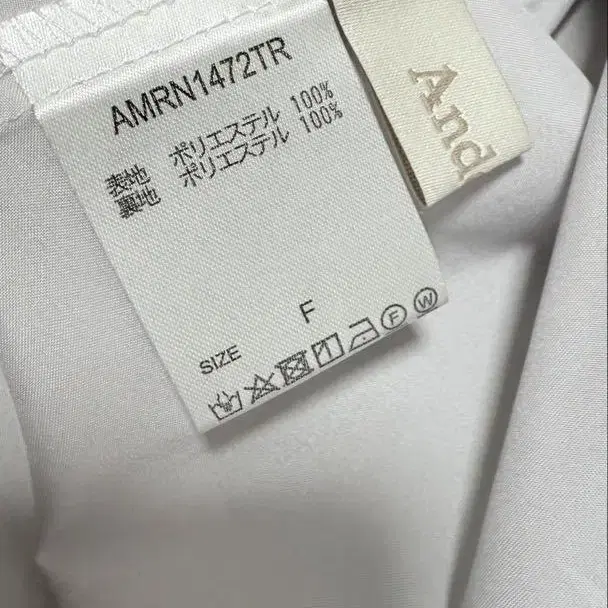 AMRN1472TR
表地 ポリエステル 100%
裏地 ポリエステル 100%
SIZE F
F W
And